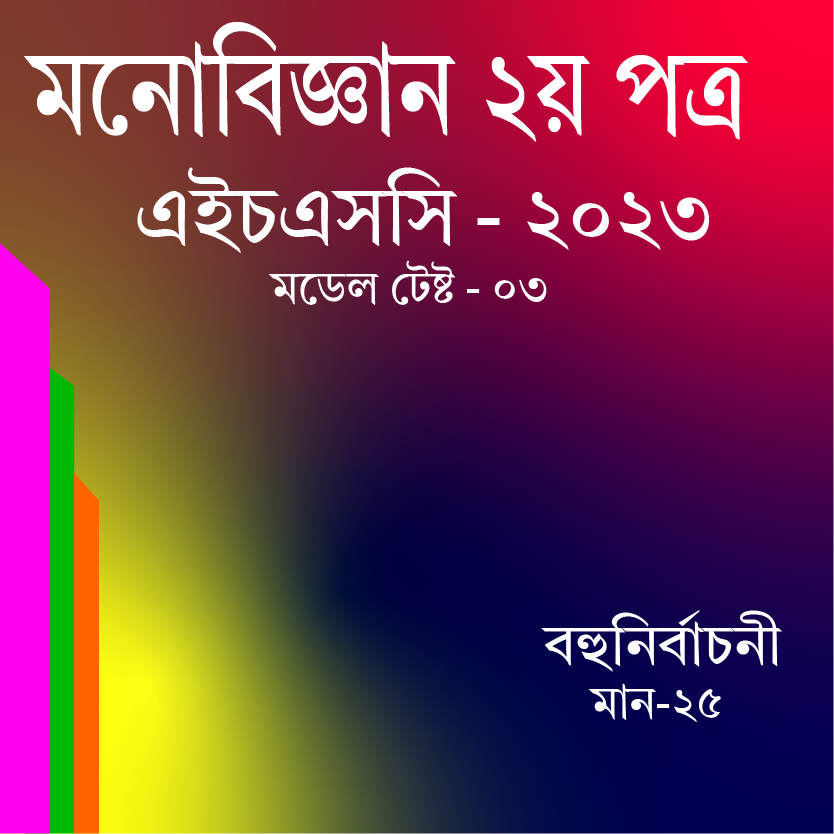 মনোবিজ্ঞান ২য় পত্র
এইচএসসি - ২০২৩
মডেল টেষ্ট - ০৩
বহুনির্বাচনী
মান-২৫